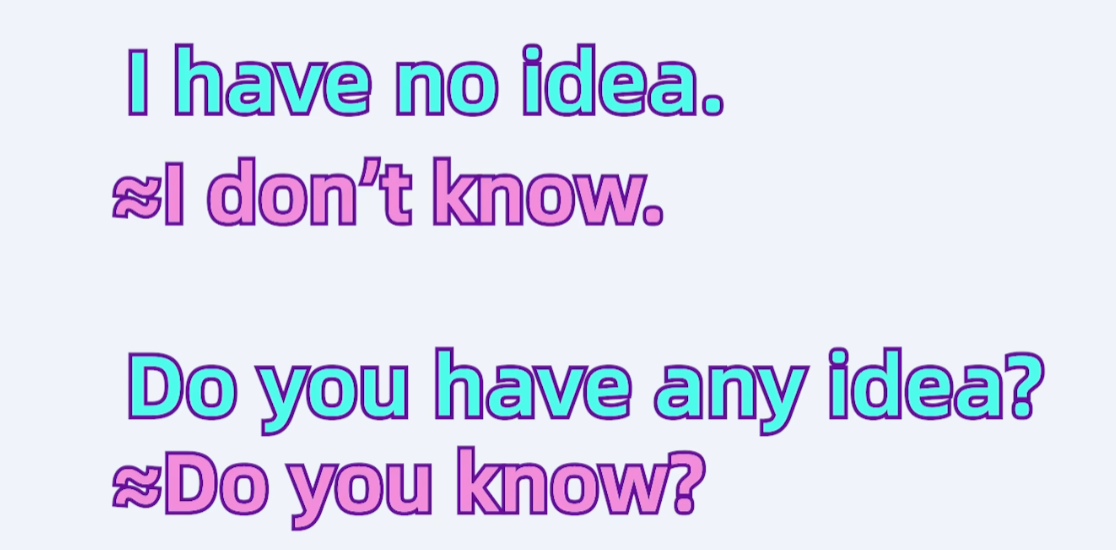 I have no idea.
≈I don’t know.
Do you have any idea?
≈Do you know?